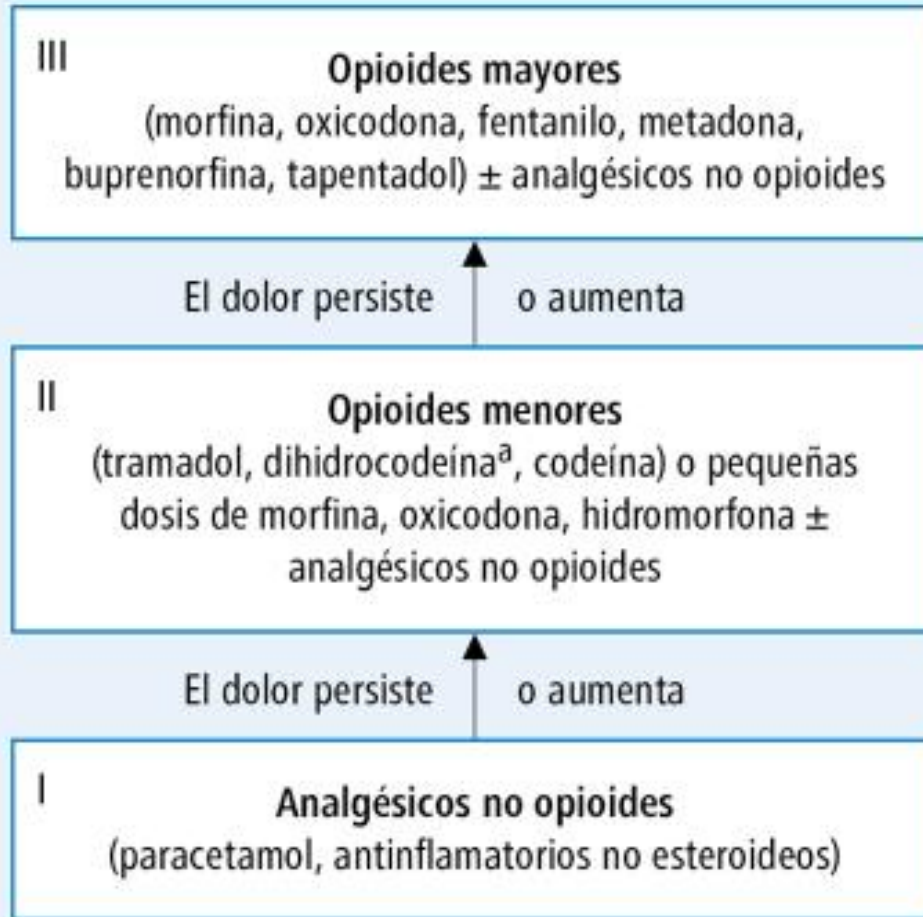 III
Opioides mayores
(morfina, oxicodona, fentanilo, metadona,
buprenorfina, tapentadol) ± analgésicos no opioides
El dolor persiste o aumenta
II
Opioides menores
(tramadol, dihidrocodeínaª, codeína) o pequeñas
dosis de morfina, oxicodona, hidromorfona ±
analgésicos no opioides
El dolor persiste o aumenta
I
Analgésicos no opioides
(paracetamol, antinflamatorios no esteroideos)